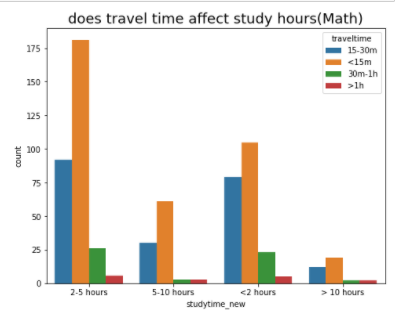 does travel time affect study hours(Math)
traveltime
15-30m
<15m
30m-1h
>1h
175
150
125
100
75
50
25
0
count
2-5 hours
5-10 hours
<2 hours
> 10 hours
studytime_new